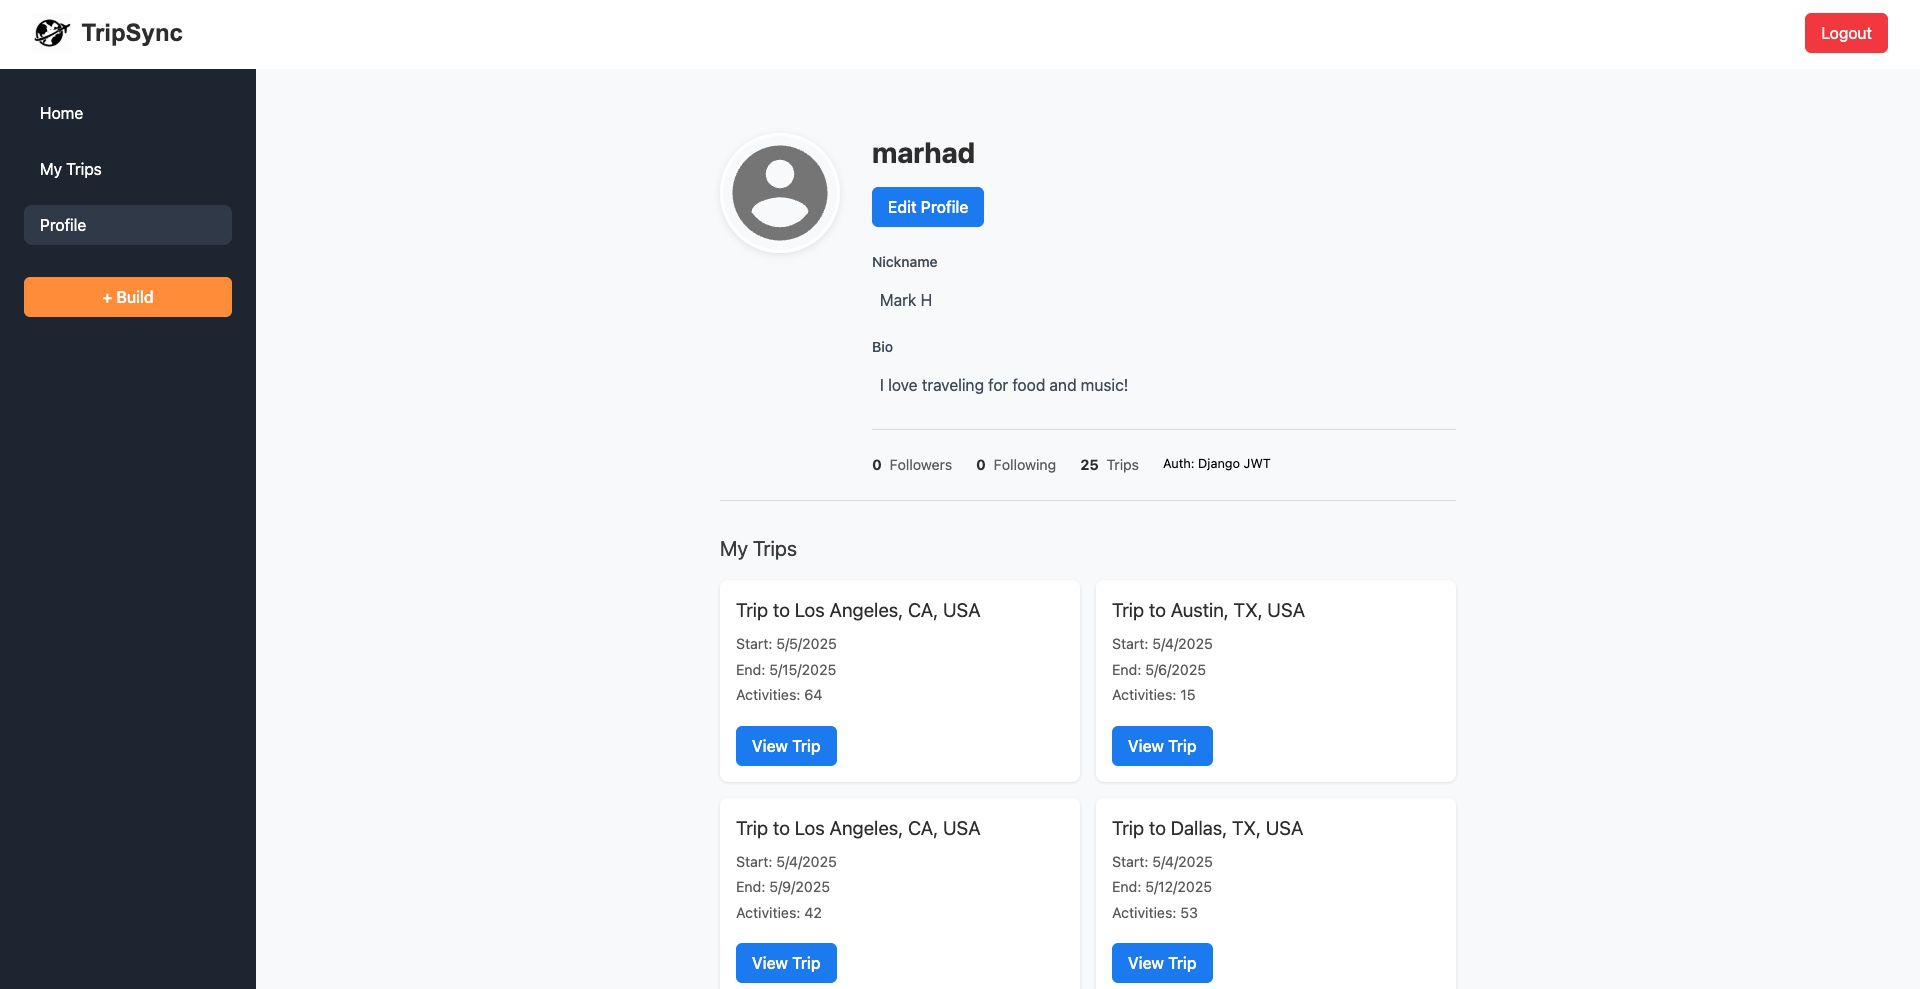 TripSync
Logout
Home
My Trips
Profile
+ Build
marhad
Edit Profile
Nickname
Mark H
Bio
I love traveling for food and music!
0 Followers 0 Following 25 Trips Auth: Django JWT
My Trips
Trip to Los Angeles, CA, USA
Start: 5/5/2025
End: 5/15/2025
Activities: 64
View Trip
Trip to Austin, TX, USA
Start: 5/4/2025
End: 5/6/2025
Activities: 15
View Trip
Trip to Los Angeles, CA, USA
Start: 5/4/2025
End: 5/9/2025
Activities: 42
View Trip
Trip to Dallas, TX, USA
Start: 5/4/2025
End: 5/12/2025
Activities: 53
View Trip